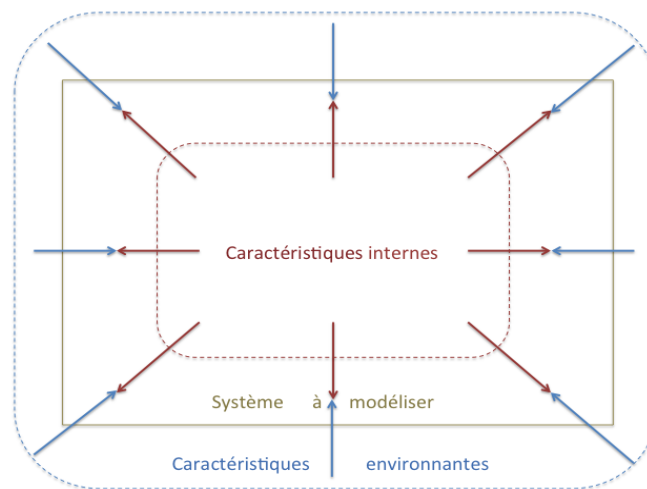 Caractéristiques internes
Système à modéliser
Caractéristiques environnantes